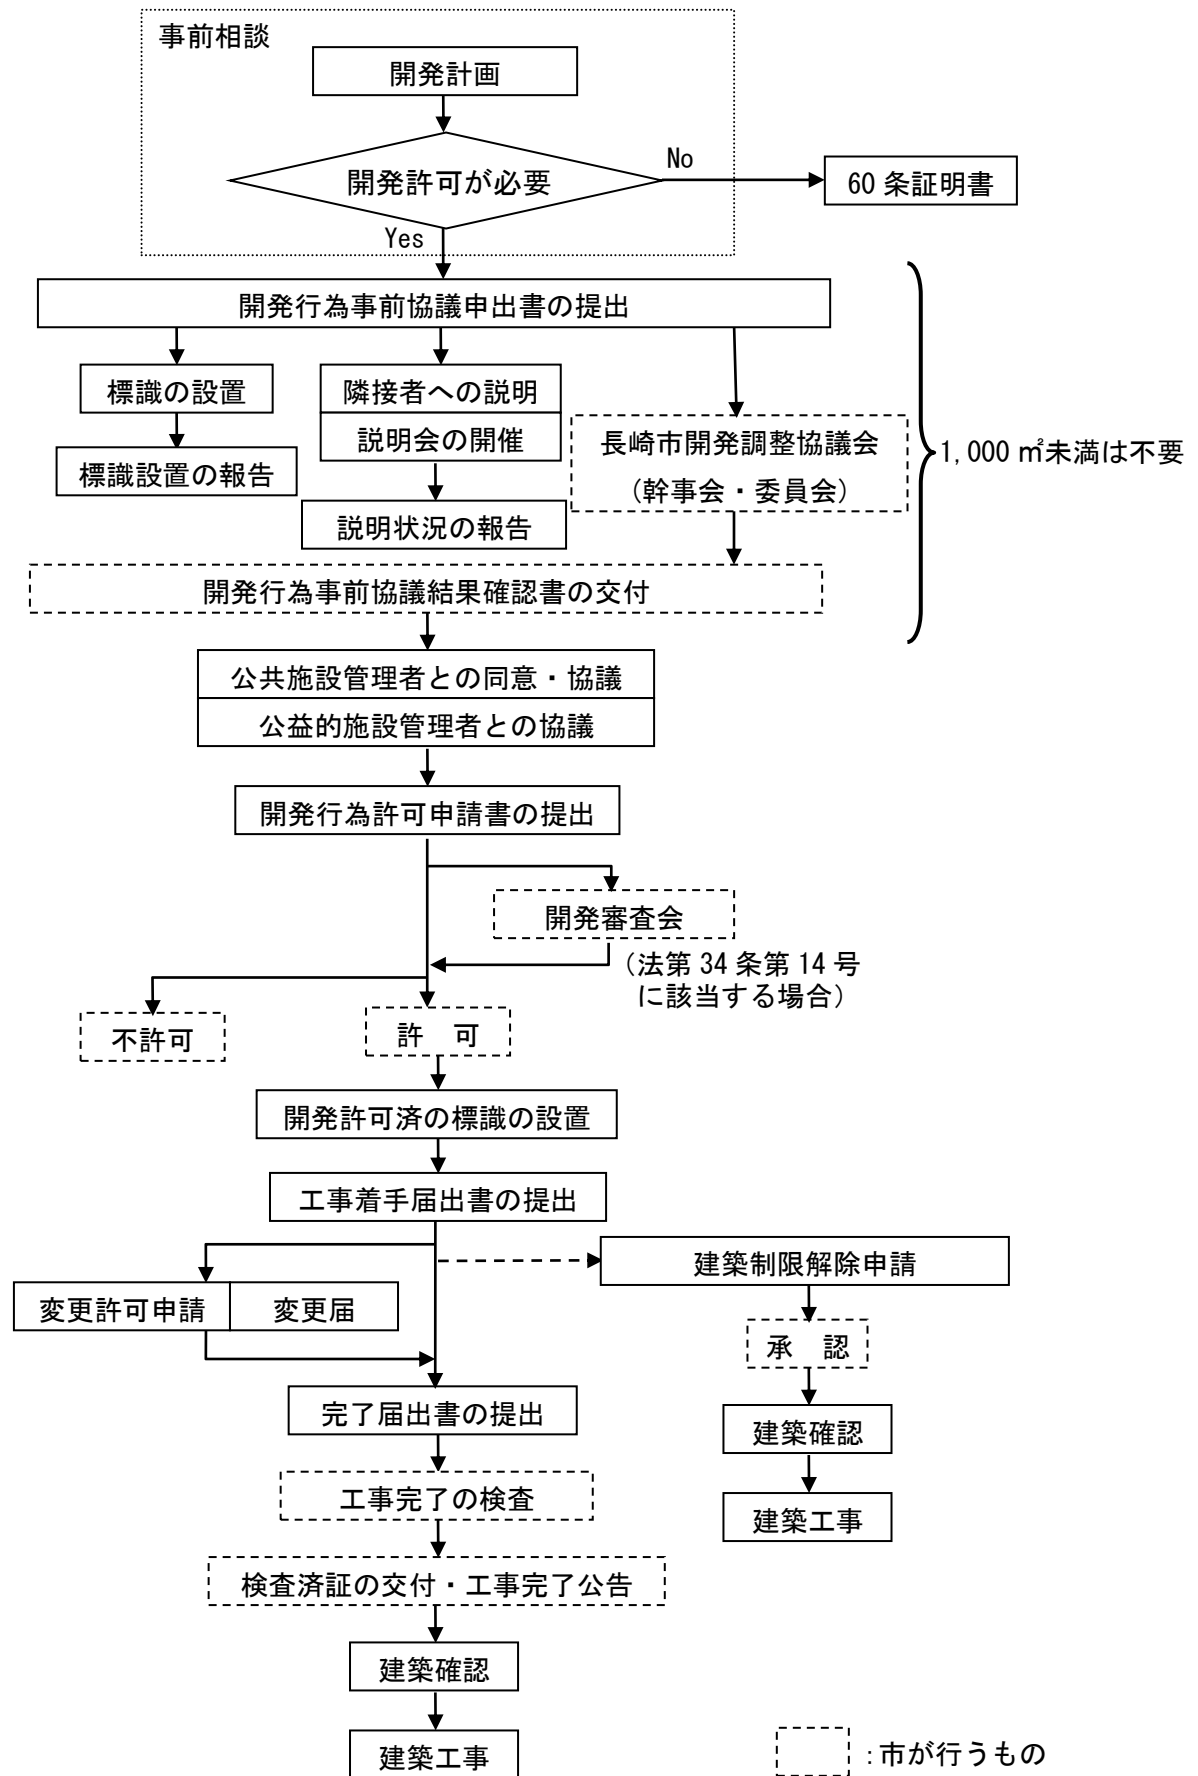 事前相談
開発計画
開発許可が必要
No
60 条証明書
Yes
開発行為事前協議申出書の提出
標識の設置
標識設置の報告
隣接者への説明
説明会の開催
説明状況の報告
長崎市開発調整協議会
(幹事会・委員会)
1,000 ㎡未満は不要
開発行為事前協議結果確認書の交付
公共施設管理者との同意・協議
公益的施設管理者との協議
開発行為許可申請書の提出
開発審査会
(法第 34 条第 14 号
に該当する場合)
不許可
許　可
開発許可済の標識の設置
工事着手届出書の提出
変更許可申請
変更届
建築制限解除申請
承　認
建築確認
建築工事
完了届出書の提出
工事完了の検査
検査済証の交付・工事完了公告
建築確認
建築工事
:市が行うもの